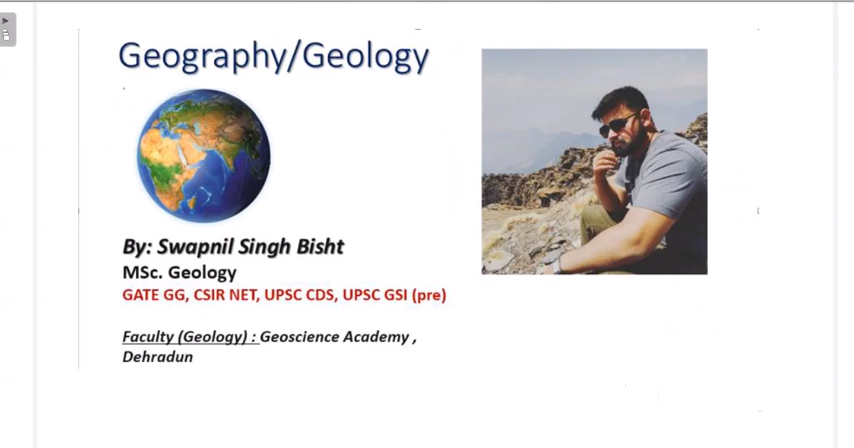 Geography/Geology
By: Swapnil Singh Bisht
MSc. Geology
GATE GG, CSIR NET, UPSC CDS, UPSC GSI (pre)
Faculty (Geology) : Geoscience Academy ,
Dehradun